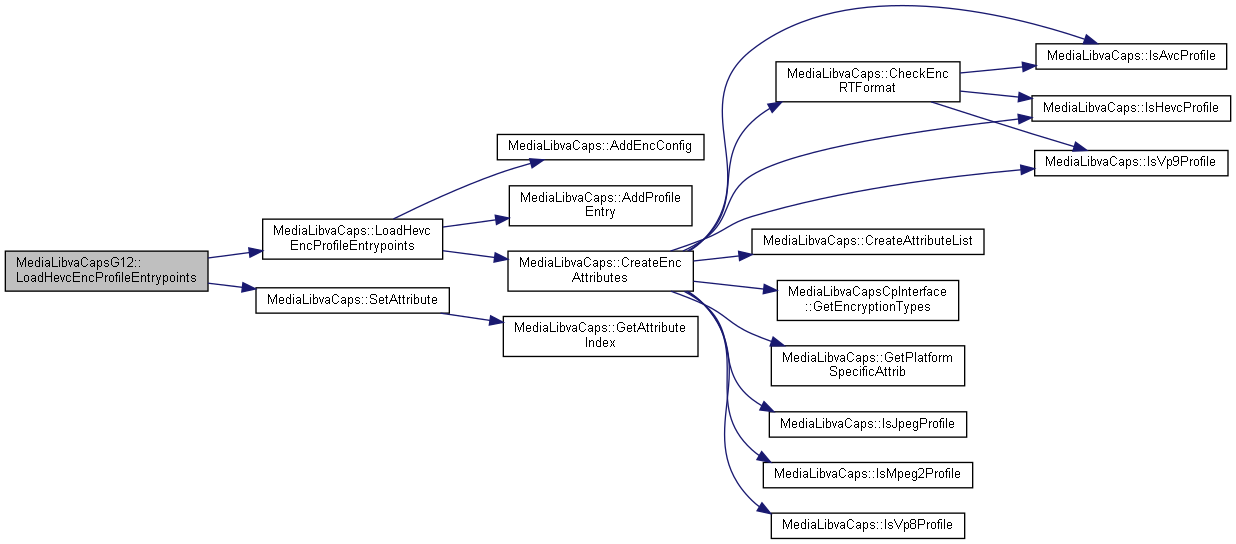 MediaLibvaCapsG12::
LoadHevcEncProfileEntrypoints
MediaLibvaCaps::LoadHevc
EncProfileEntrypoints
MediaLibvaCaps::SetAttribute
MediaLibvaCaps::AddEncConfig
MediaLibvaCaps::AddProfile
Entry
MediaLibvaCaps::CreateEnc
Attributes
MediaLibvaCaps::GetAttribute
Index
MediaLibvaCaps::CheckEnc
RTFormat
MediaLibvaCaps::IsAvcProfile
MediaLibvaCaps::IsHevcProfile
MediaLibvaCaps::IsVp9Profile
MediaLibvaCaps::CreateAttributeList
MediaLibvaCapsCpInterface
::GetEncryptionTypes
MediaLibvaCaps::GetPlatform
SpecificAttrib
MediaLibvaCaps::IsJpegProfile
MediaLibvaCaps::IsMpeg2Profile
MediaLibvaCaps::IsVp8Profile